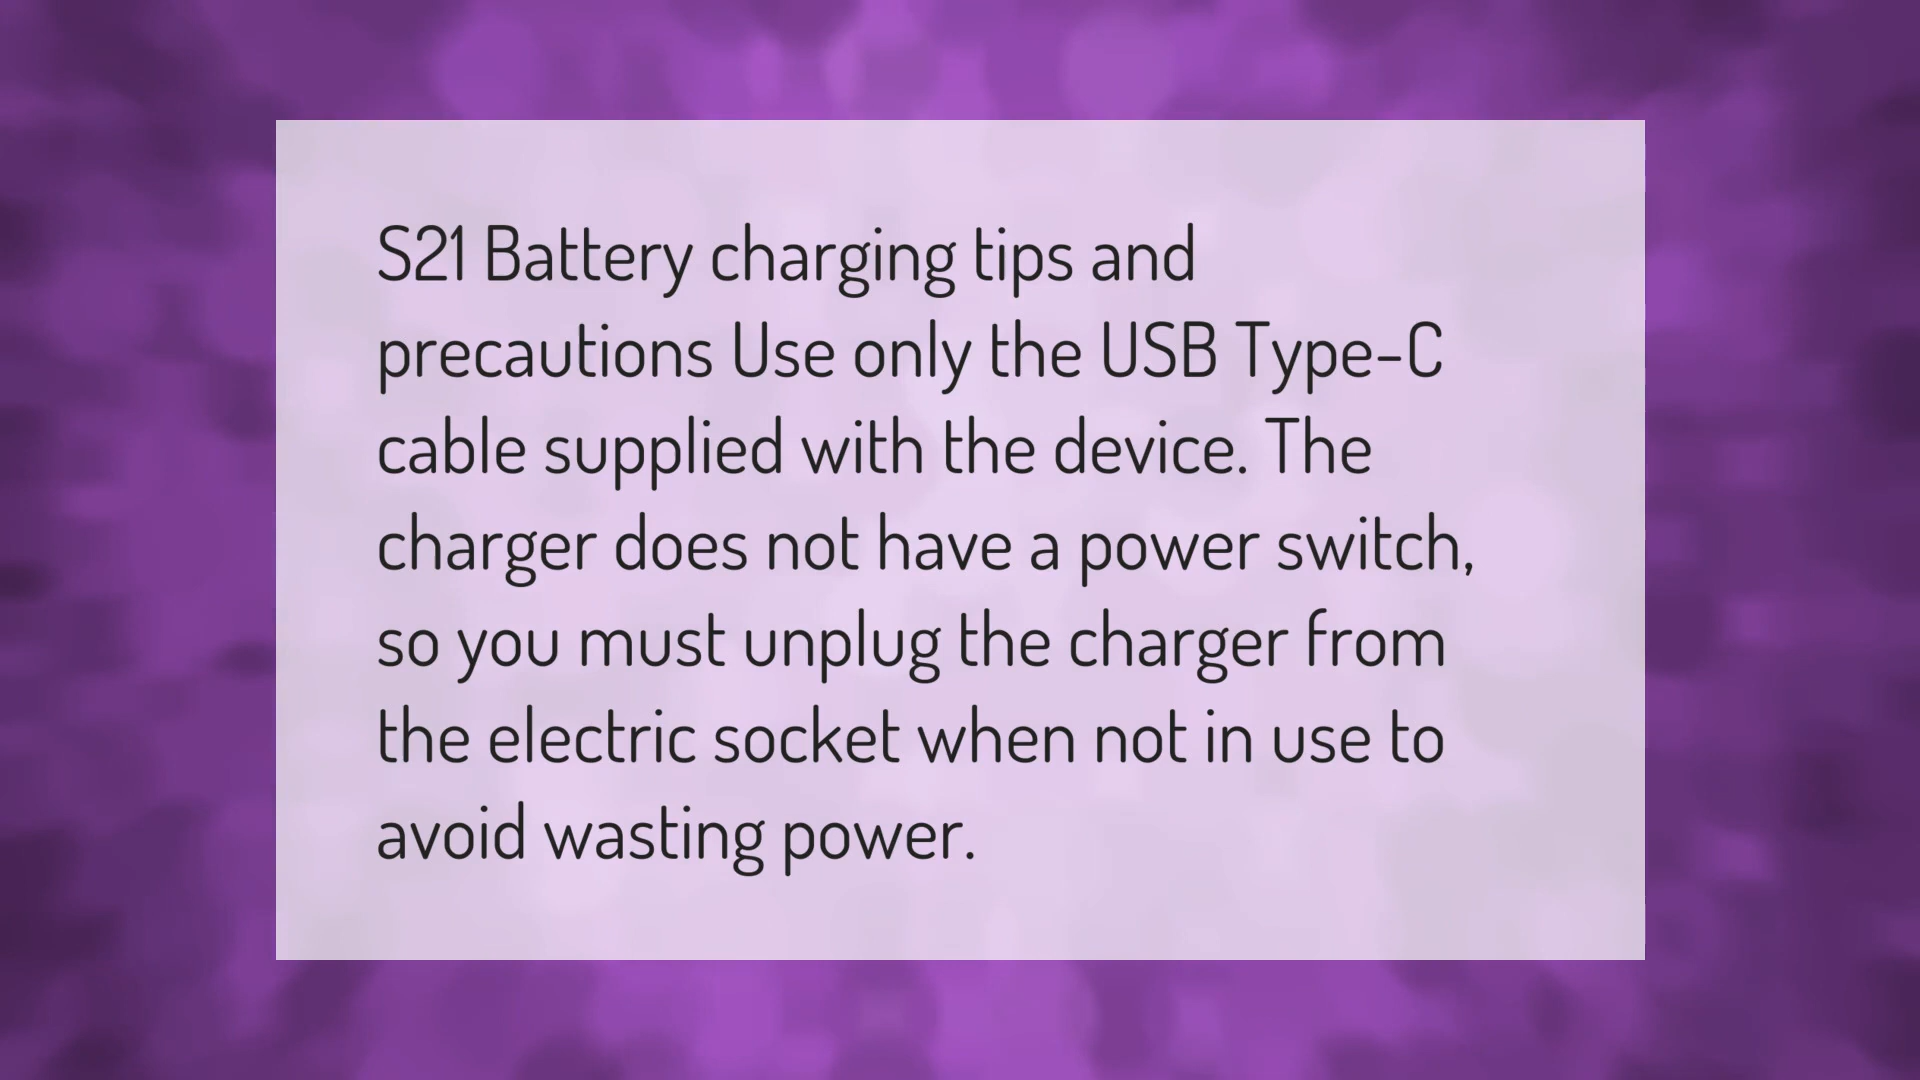 S21 Battery charging tips and
precautions Use only the USB Type-C
cable supplied with the device. The
charger does not have a power switch,
so you must unplug the charger from
the electric socket when not in use to
avoid wasting power.